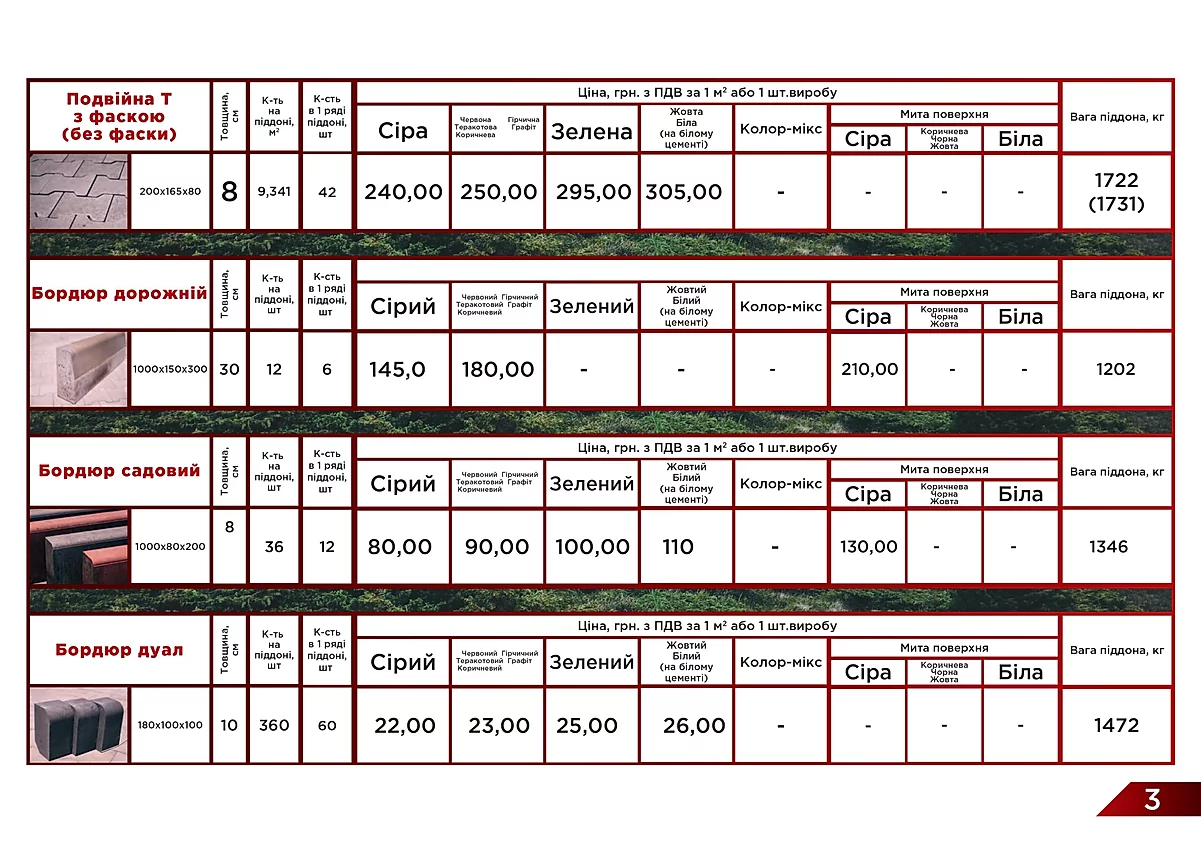 Подвійна Т
з фаскою
(без фаски)
Товщина,
см
К-ть
на
піддоні,
м²
К-сть
в 1 ряді
піддоні,
шт
Ціна, грн. з ПДВ за 1 м² або 1 шт.виробу
Сіра
Червона Гірчична
Теракотова Графіт
Коричнева
Зелена
Жовта
Біла
(на білому
цементі)
Колор-мікс
Мита поверхня
Сіра
Коричнева
Чорна
Жовта
Біла
Вага піддона, кг
200х165х80
8
9,341
42
240,00
250,00
295,00
305,00
-
-
-
-
1722
(1731)
Бордюр дорожній
Товщина,
см
К-ть
на
піддоні,
шт
К-сть
в 1 ряді
піддоні,
шт
Сірий
Червоний Гірчичний
Теракотовий Графіт
Коричневий
Зелений
Жовтий
Білий
(на білому
цементі)
Колор-мікс
Мита поверхня
Сіра
Коричнева
Чорна
Жовта
Біла
Вага піддона, кг
1000х150х300
30
12
6
145,0
180,00
-
-
-
210,00
-
-
1202
Бордюр садовий
Товщина,
см
К-ть
на
піддоні,
шт
К-сть
в 1 ряді
піддоні,
шт
Ціна, грн. з ПДВ за 1 м² або 1 шт.виробу
Сірий
Червоний Гірчичний
Теракотовий Графіт
Коричневий
Зелений
Жовтий
Білий
(на білому
цементі)
Колор-мікс
Мита поверхня
Сіра
Коричнева
Чорна
Жовта
Біла
Вага піддона, кг
1000х80х200
8
36
12
80,00
90,00
100,00
110
-
130,00
-
-
1346
Бордюр дуал
Товщина,
см
К-ть
на
піддоні,
шт
К-сть
в 1 ряді
піддоні,
шт
Ціна, грн. з ПДВ за 1 м² або 1 шт.виробу
Сірий
Червоний Гірчичний
Теракотовий Графіт
Коричневий
Зелений
Жовтий
Білий
(на білому
цементі)
Колор-мікс
Мита поверхня
Сіра
Коричнева
Чорна
Жовта
Біла
Вага піддона, кг
180х100х100
10
360
60
22,00
23,00
25,00
26,00
-
-
-
-
1472
3